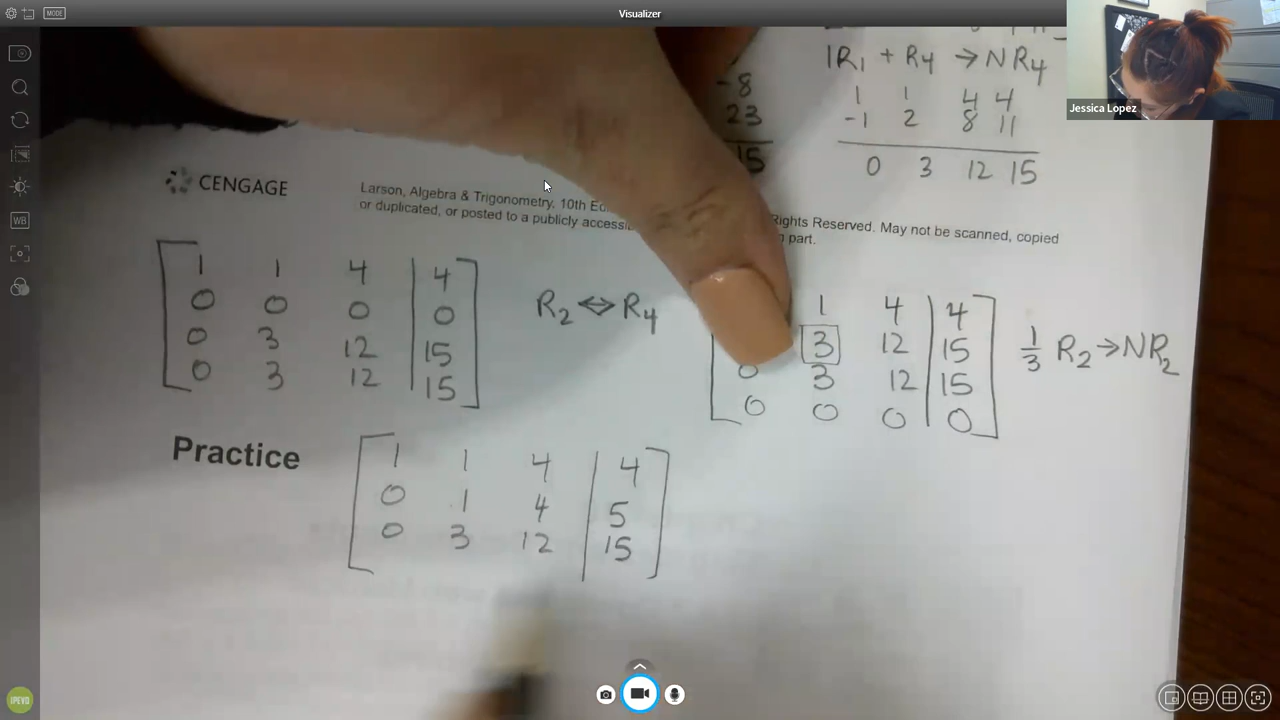 MODE
Visualizer
1R1 + R4 → NR4
-8
1 1 4 4
23
-1 2 8 11
15
0 3 12 15
Jessica Lopez
CENGAGE
Larson, Algebra & Trigonometry, 10th
Rights Reserved. May not be scanned, copied
or duplicated, or posted to a publicly
part.
1 1 4 | 4
0 0 0 | 0
0 3 12 | 15
0 3 12 | 15
R2 ⇔ R4
1 4 | 4
3 12 | 15
0 3 12 | 15
0 0 0 | 0
1/3 R2 → NR2
Practice
1 1 4 | 4
0 1 4 | 5
0 3 12 | 15
WB
IPEVO